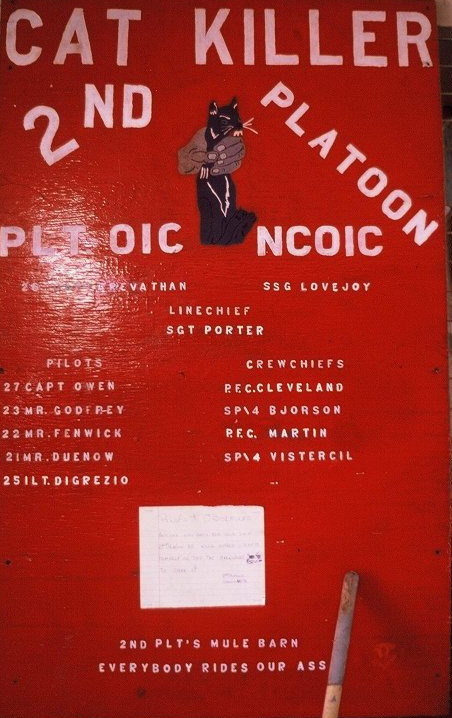 CAT KILLER
2ND PLATOON
PLT OIC NCOIC
SSG LOVEJOY
LINECHIEF
SGT PORTER
PILOTS CREWCHIEFS
27 CAPT OWEN P.F.C. CLEVELAND
23 MR. GODFREY SP\4 BJORSON
22 MR. FENWICK P.F.C. MARTIN
21 MR. DUENOW SP\4 VISTERCIL
25 1LT. DIGREZIO
2ND PLT'S MULE BARN
EVERYBODY RIDES OUR ASS